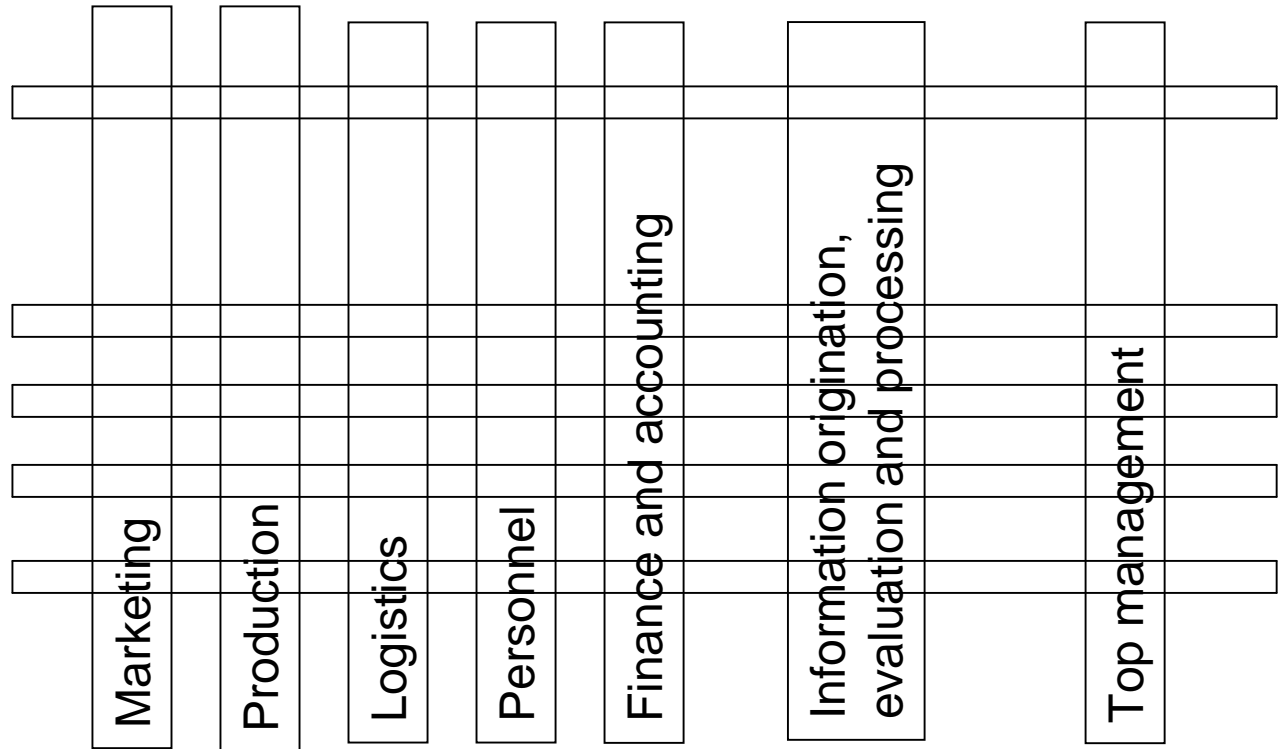 Marketing
Production
Logistics
Personnel
Finance and accounting
Information origination,
evaluation and processing
Top management